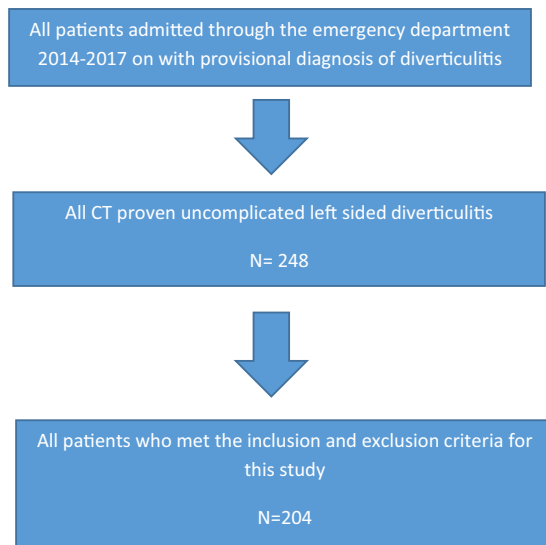 All patients admitted through the emergency department
2014-2017 on with provisional diagnosis of diverticulitis
All CT proven uncomplicated left sided diverticulitis
N= 248
All patients who met the inclusion and exclusion criteria for
this study
N=204